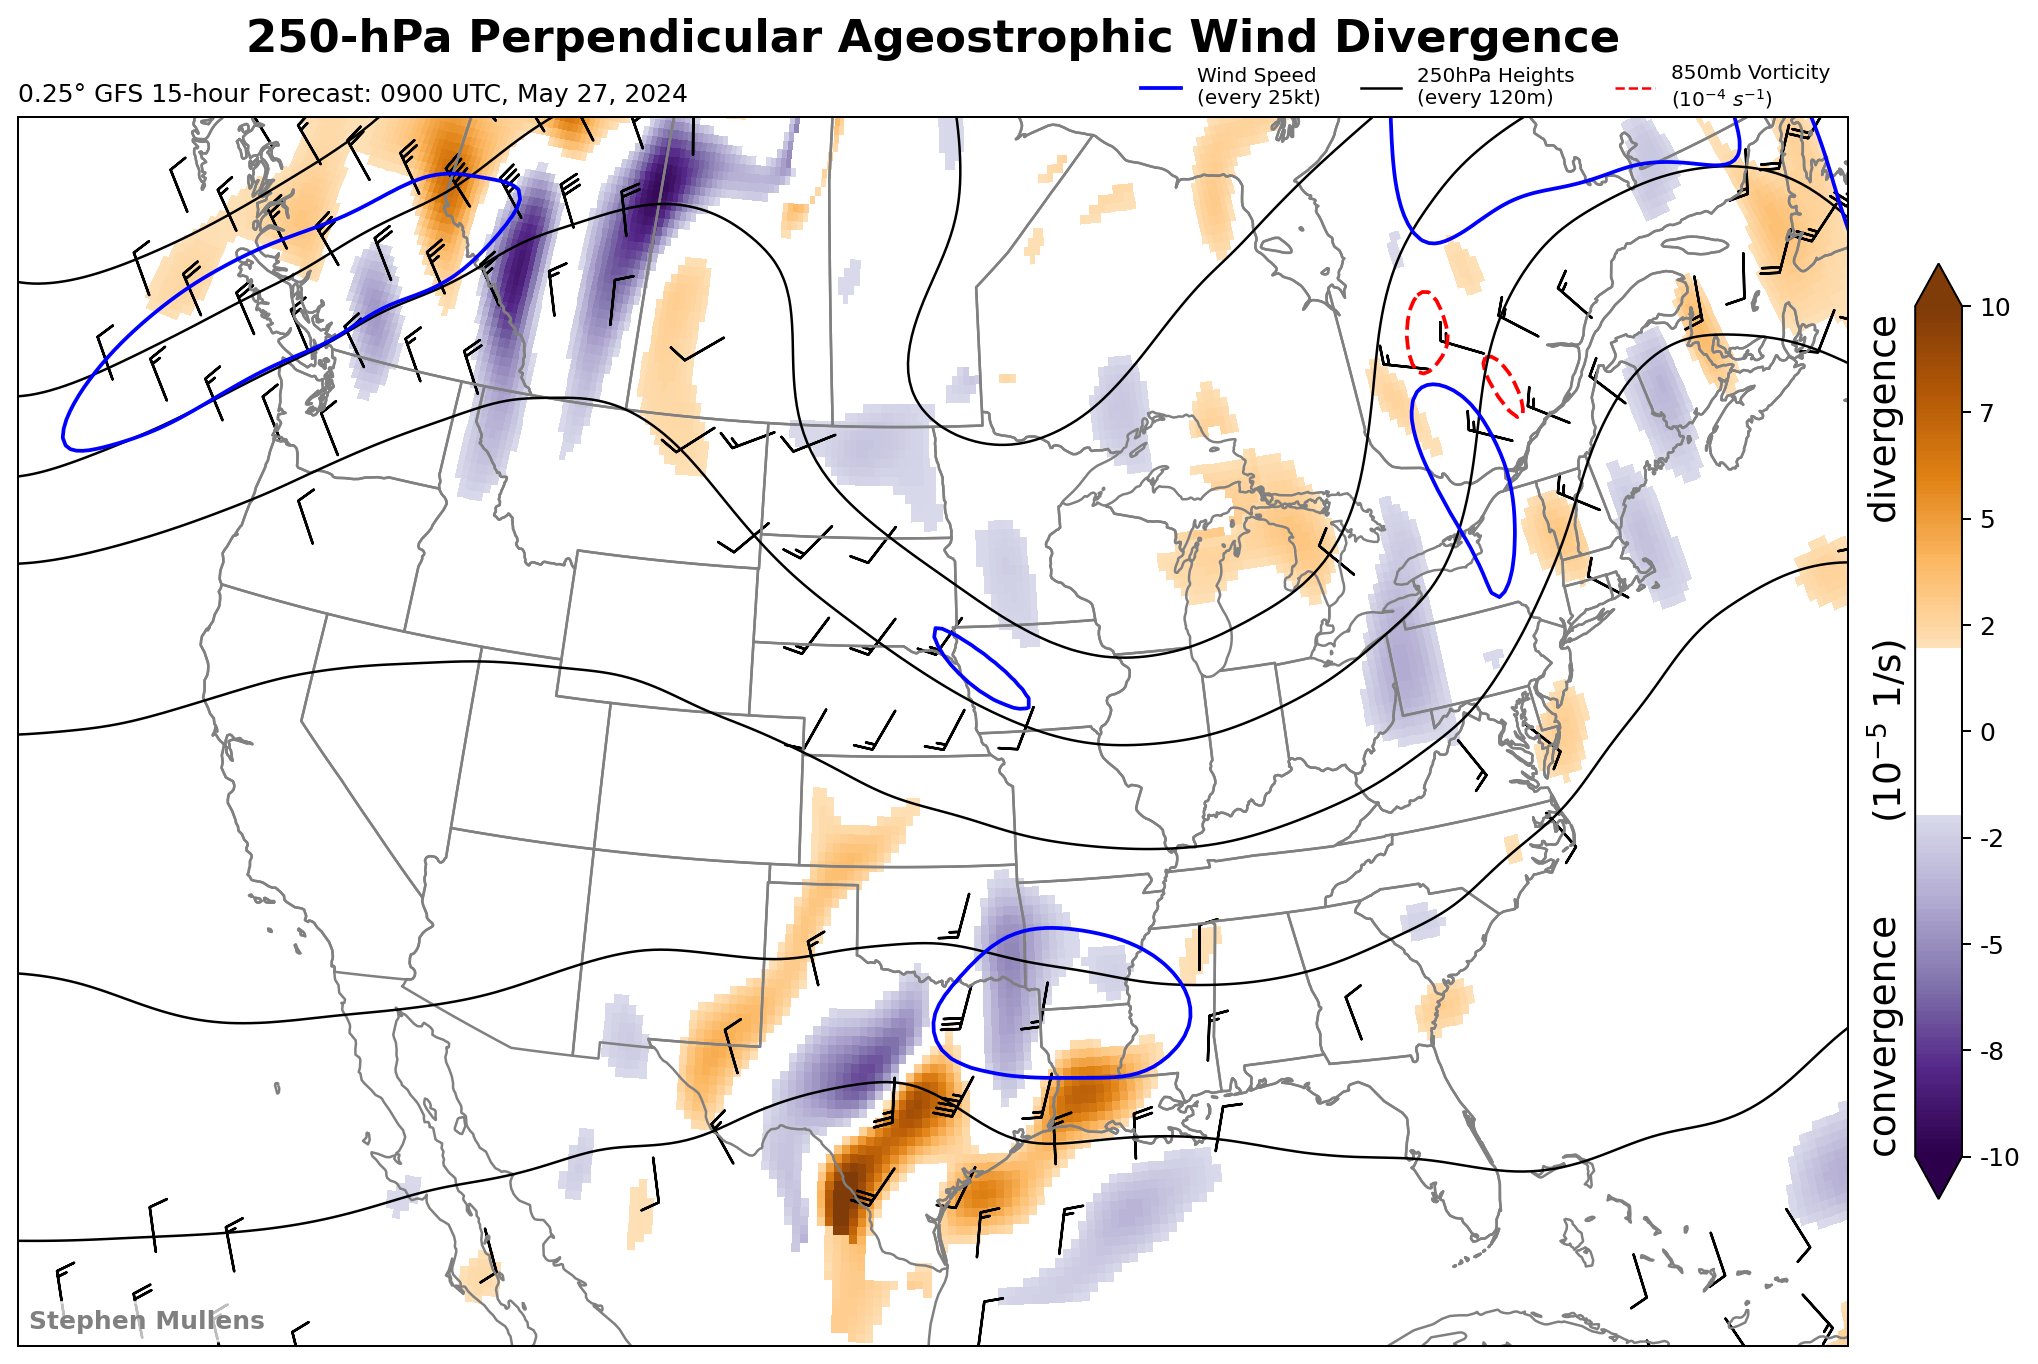 250-hPa Perpendicular Ageostrophic Wind Divergence
0.25° GFS 15-hour Forecast: 0900 UTC, May 27, 2024
Wind Speed
(every 25kt)
250hPa Heights
(every 120m)
850mb Vorticity
(10⁻⁴ s⁻¹)
10
7
5
2
0
-2
-5
-8
-10
convergence (10⁻⁵ 1/s) divergence
Stephen Mullens